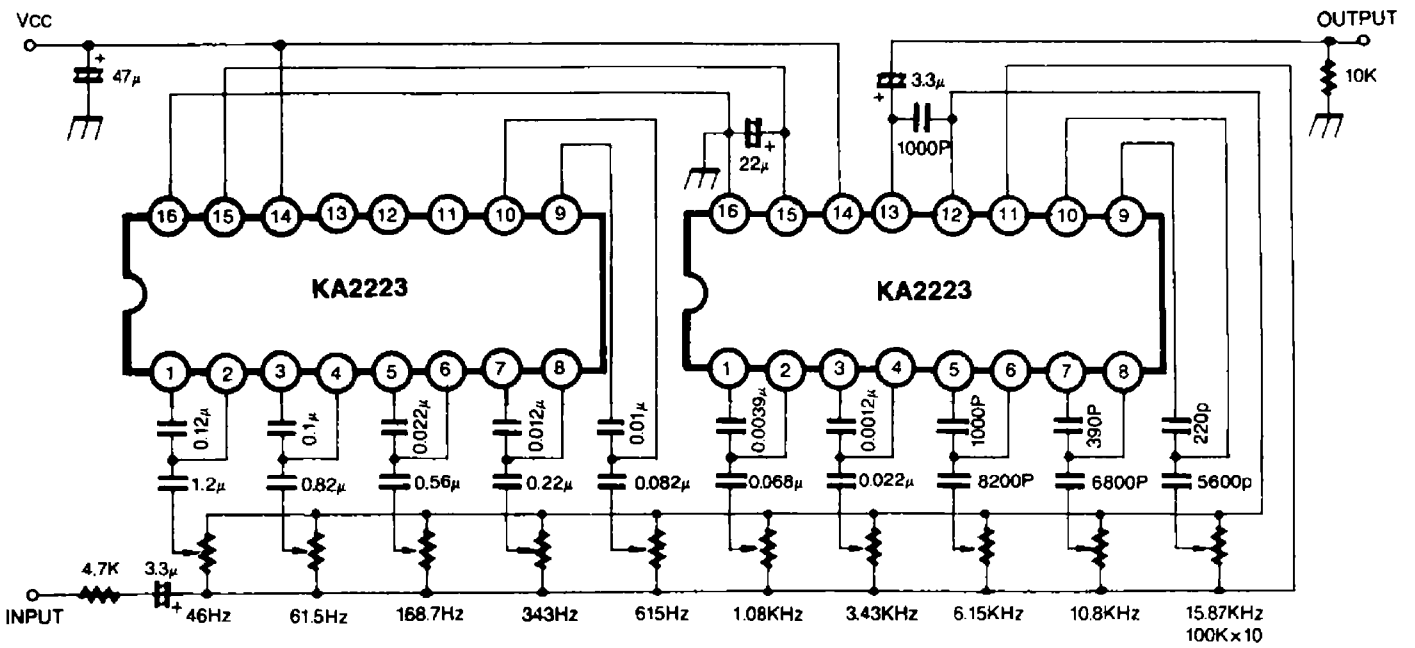 VCC
OUTPUT
47μ
3.3μ
10K
1000P
22μ
16 15 14 13 12 11 10 9
16 15 14 13 12 11 10 9
KA2223
KA2223
1 2 3 4 5 6 7 8
1 2 3 4 5 6 7 8
0.12μ 0.1μ 0.022μ 0.012μ 0.01μ 0.0039μ 0.0012μ 1000P 390P 220p
1.2μ 0.82μ 0.56μ 0.22μ 0.082μ 0.068μ 0.022μ 8200P 6800P 5600p
4.7K 3.3μ
INPUT
46Hz 61.5Hz 168.7Hz 343Hz 615Hz 1.08KHz 3.43KHz 6.15KHz 10.8KHz 15.87KHz
100K x 10